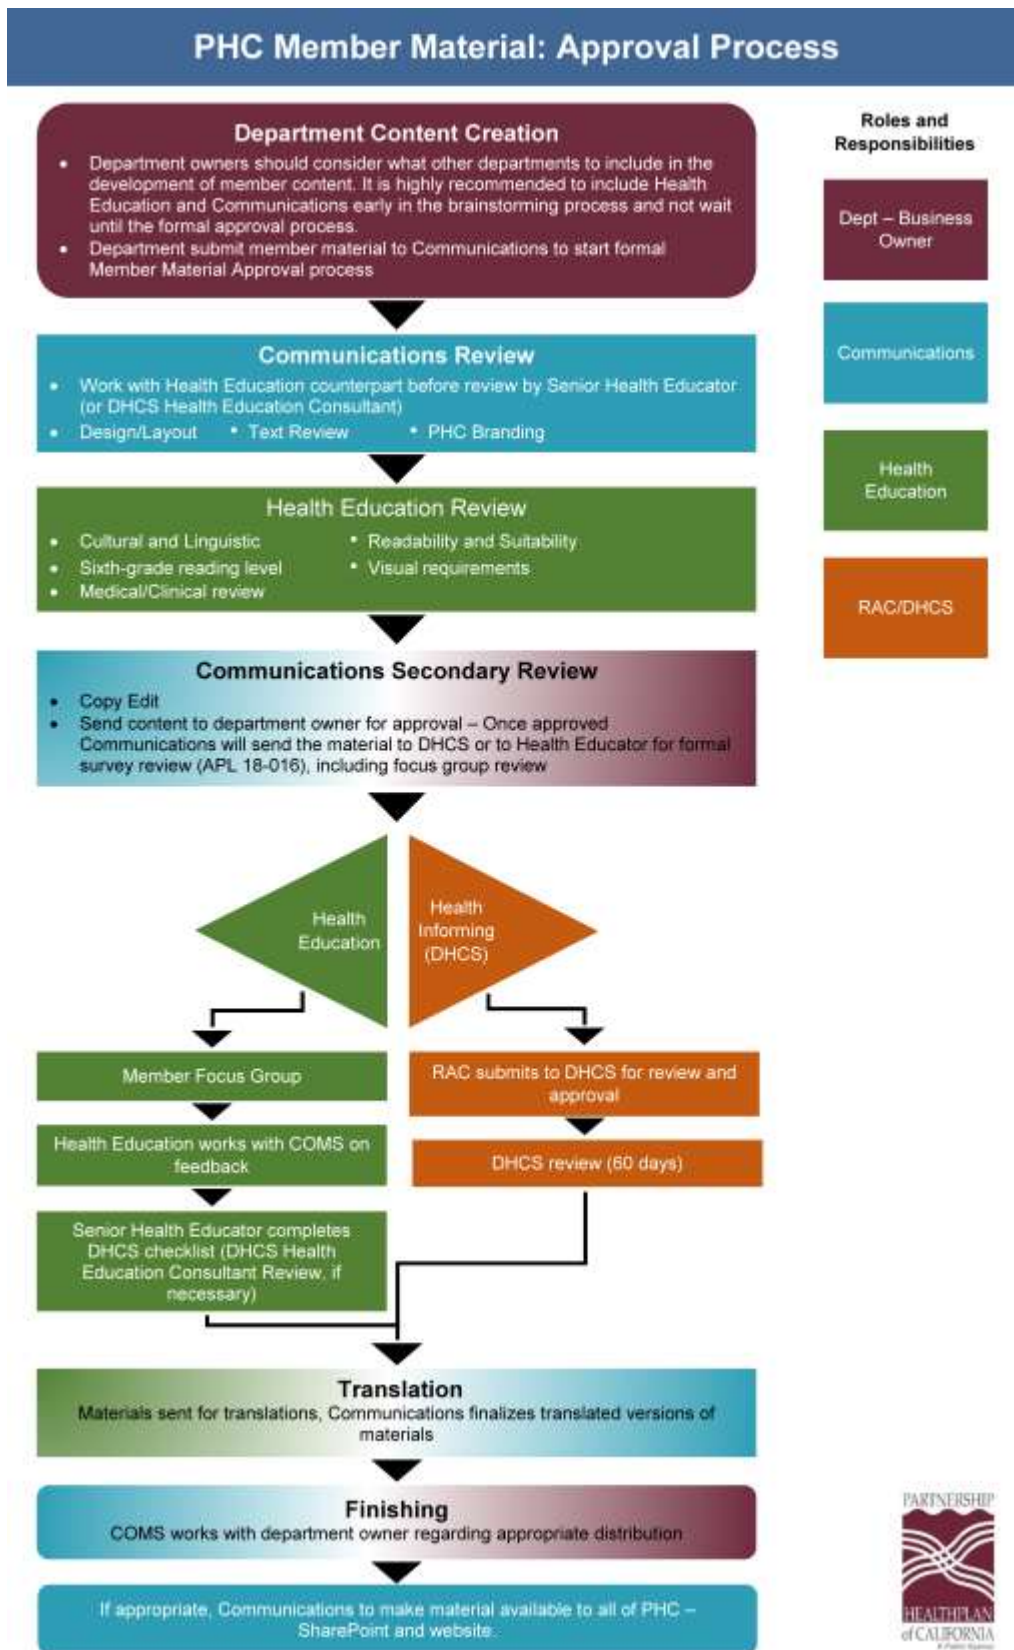 PHC Member Material: Approval Process
Department Content Creation
• Department owners should consider what other departments to include in the
development of member content. It is highly recommended to include Health
Education and Communications early in the brainstorming process and not wait
until the formal approval process.
• Department submit member material to Communications to start formal
Member Material Approval process
Roles and
Responsibilities
Dept – Business
Owner
Communications
Health
Education
RAC/DHCS
Communications Review
• Work with Health Education counterpart before review by Senior Health Educator
(or DHCS Health Education Consultant)
• Design/Layout • Text Review • PHC Branding
Health Education Review
• Cultural and Linguistic • Readability and Suitability
• Sixth-grade reading level • Visual requirements
• Medical/Clinical review
Communications Secondary Review
• Copy Edit
• Send content to department owner for approval – Once approved
Communications will send the material to DHCS or to Health Educator for formal
survey review (APL 18-016), including focus group review
Health
Education
Health
Informing
(DHCS)
Member Focus Group
Health Education works with COMS on
feedback
Senior Health Educator completes
DHCS checklist (DHCS Health
Education Consultant Review, if
necessary)
RAC submits to DHCS for review and
approval
DHCS review (60 days)
Translation
Materials sent for translations, Communications finalizes translated versions of
materials
Finishing
COMS works with department owner regarding appropriate distribution
If appropriate, Communications to make material available to all of PHC –
SharePoint and website.
PARTNERSHIP
HEALTHPLAN
of CALIFORNIA
A Public Agency